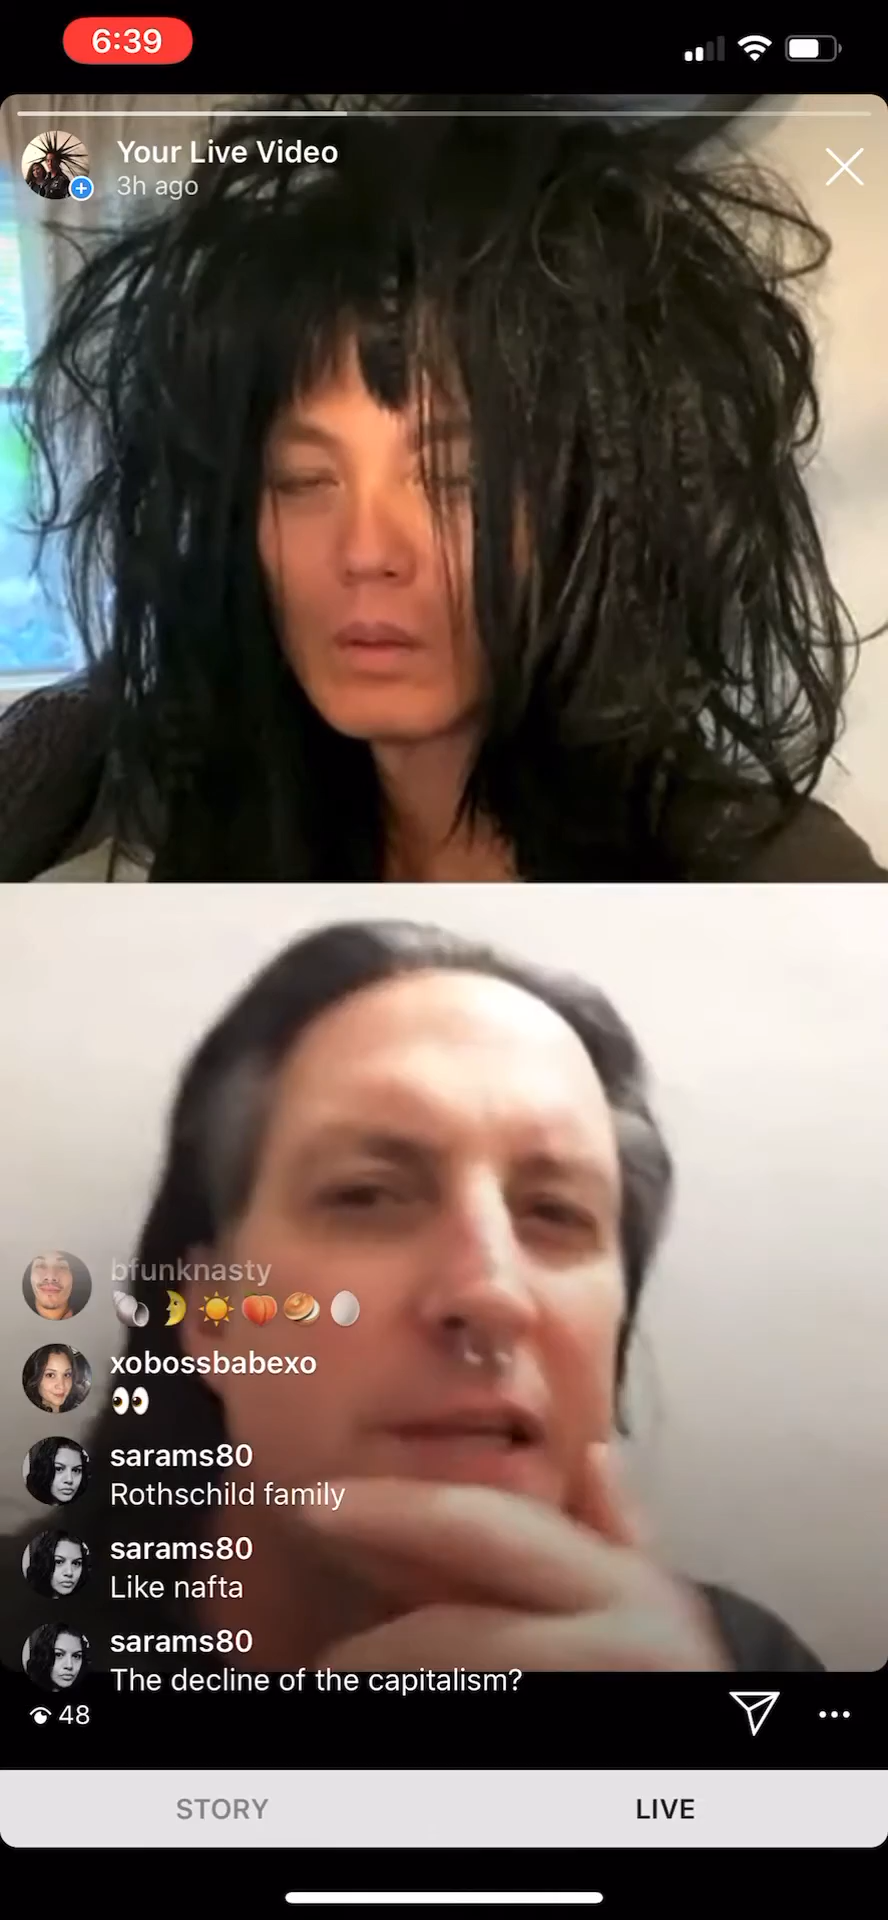 6:39
Your Live Video
3h ago
bfunknasty
🐚🌛☀️🍑🥯🥚
xobossbabexo
👀
sarams80
Rothschild family
sarams80
Like nafta
sarams80
The decline of the capitalism?
48
STORY
LIVE